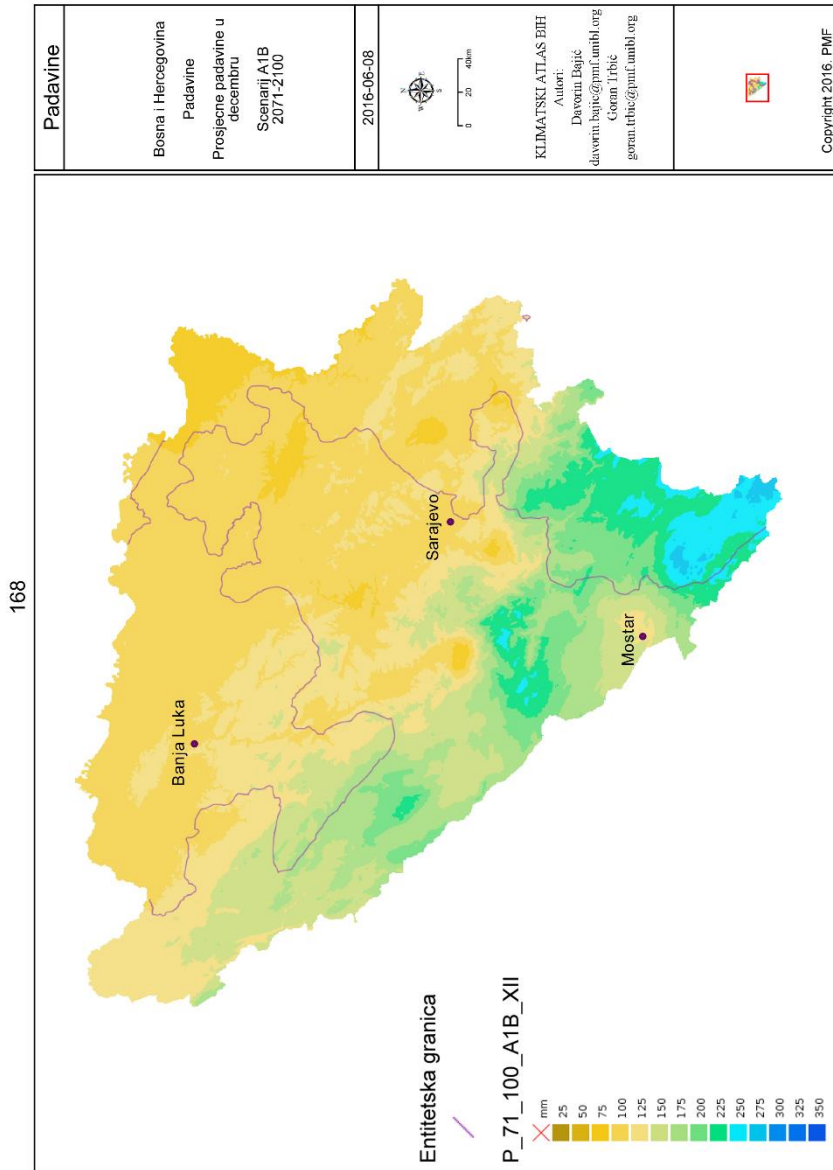 168
Padavine
Bosna i Hercegovina
Padavine
Prosjecne padavine u
decembru
Scenarij A1B
2071-2100
2016-06-08
N
W E
S
0 20 40km
KLIMATSKI ATLAS BIH
Autori:
Davorin Bajić
davorin.bajic@pmf.unibl.org
Goran Trbić
goran.trbic@pmf.unibl.org
Copyright 2016. PMF
Banja Luka
Sarajevo
Mostar
Entitetska granica
P_71_100_A1B_XII
mm
25
50
75
100
125
150
175
200
225
250
275
300
325
350